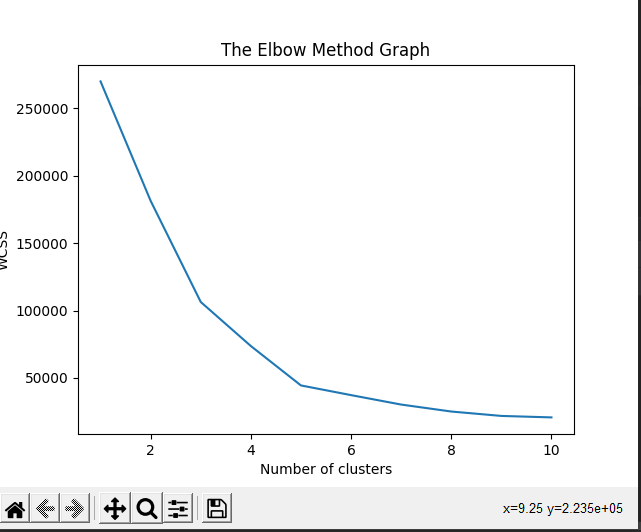 The Elbow Method Graph
250000
200000
150000
100000
50000
WCSS
2 4 6 8 10
Number of clusters
x=9.25 y=2.235e+05